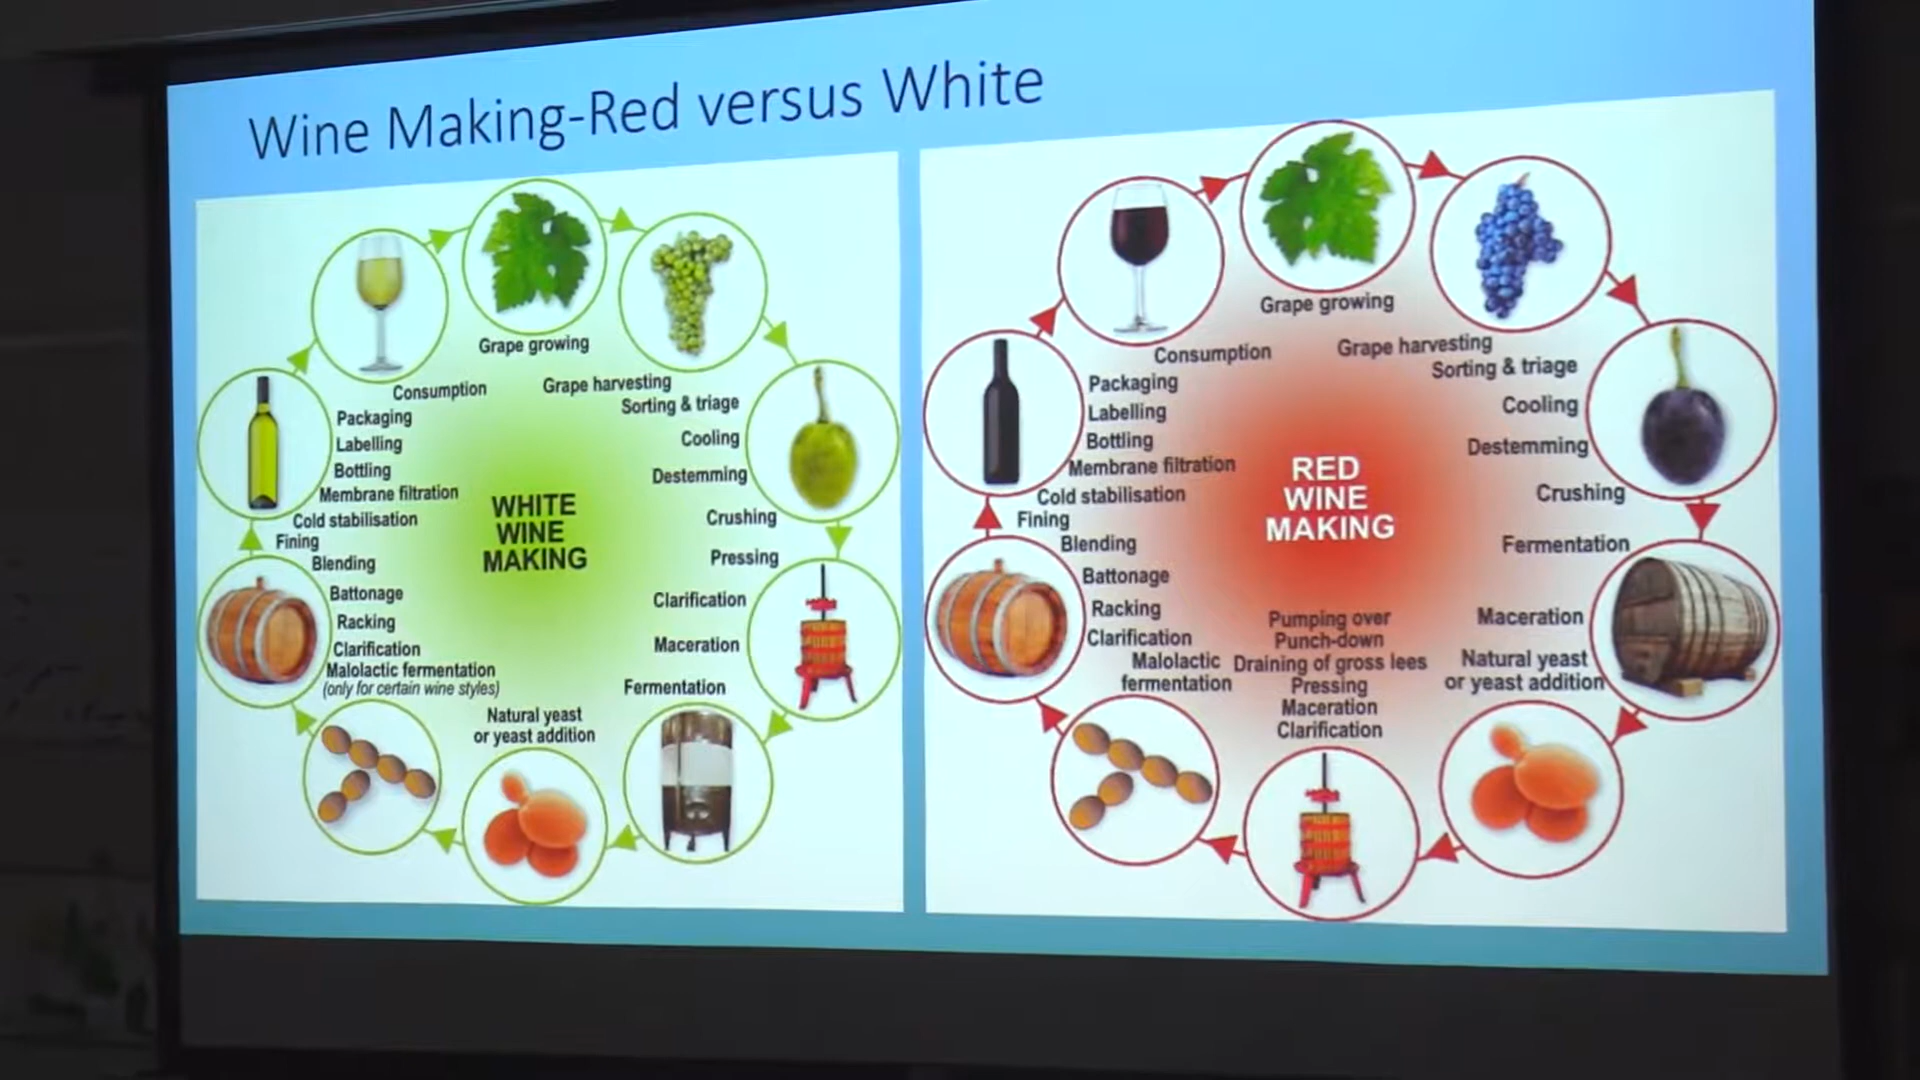 Wine Making-Red versus White
Grape growing
Grape harvesting
Sorting & triage
Cooling
Destemming
Crushing
Pressing
Clarification
Maceration
Fermentation
Natural yeast
or yeast addition
Malolactic fermentation
(only for certain wine styles)
Clarification
Racking
Battonage
Blending
Fining
Cold stabilisation
Membrane filtration
Bottling
Labelling
Packaging
Consumption
WHITE
WINE
MAKING
Grape growing
Grape harvesting
Sorting & triage
Cooling
Destemming
Crushing
Fermentation
Maceration
Natural yeast
or yeast addition
Pumping over
Punch-down
Draining of gross lees
Pressing
Maceration
Clarification
Malolactic
fermentation
Clarification
Racking
Battonage
Blending
Fining
Cold stabilisation
Membrane filtration
Bottling
Labelling
Packaging
Consumption
RED
WINE
MAKING